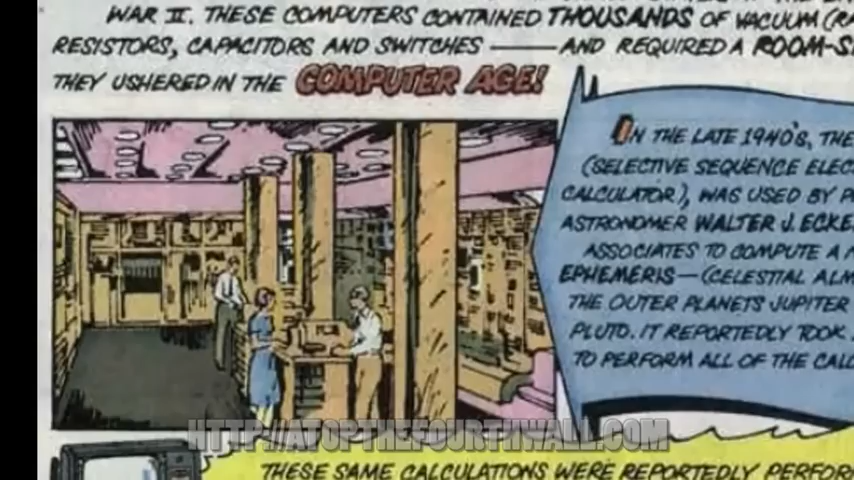 WAR II. THESE COMPUTERS CONTAINED THOUSANDS OF VACUUM (RA
RESISTORS, CAPACITORS AND SWITCHES — AND REQUIRED A ROOM-S
THEY USHERED IN THE COMPUTER AGE!
IN THE LATE 1940'S, THE
(SELECTIVE SEQUENCE ELEC
CALCULATOR), WAS USED BY
ASTRONOMER WALTER J. ECKE
ASSOCIATES TO COMPUTE A
EPHEMERIS—(CELESTIAL ALM
THE OUTER PLANETS JUPITER
PLUTO. IT REPORTEDLY TOOK
TO PERFORM ALL OF THE CAL
HTTP://ATOPTHEFOURTHWALL.COM
THESE SAME CALCULATIONS WERE REPORTEDLY PERFOR